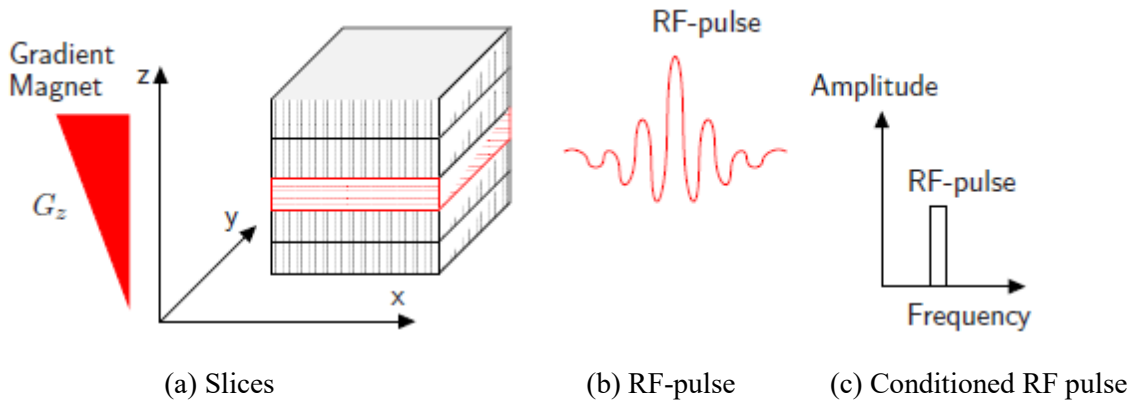 Gradient
Magnet
z
G_z
y
x
RF-pulse
Amplitude
RF-pulse
Frequency
(a) Slices
(b) RF-pulse
(c) Conditioned RF pulse